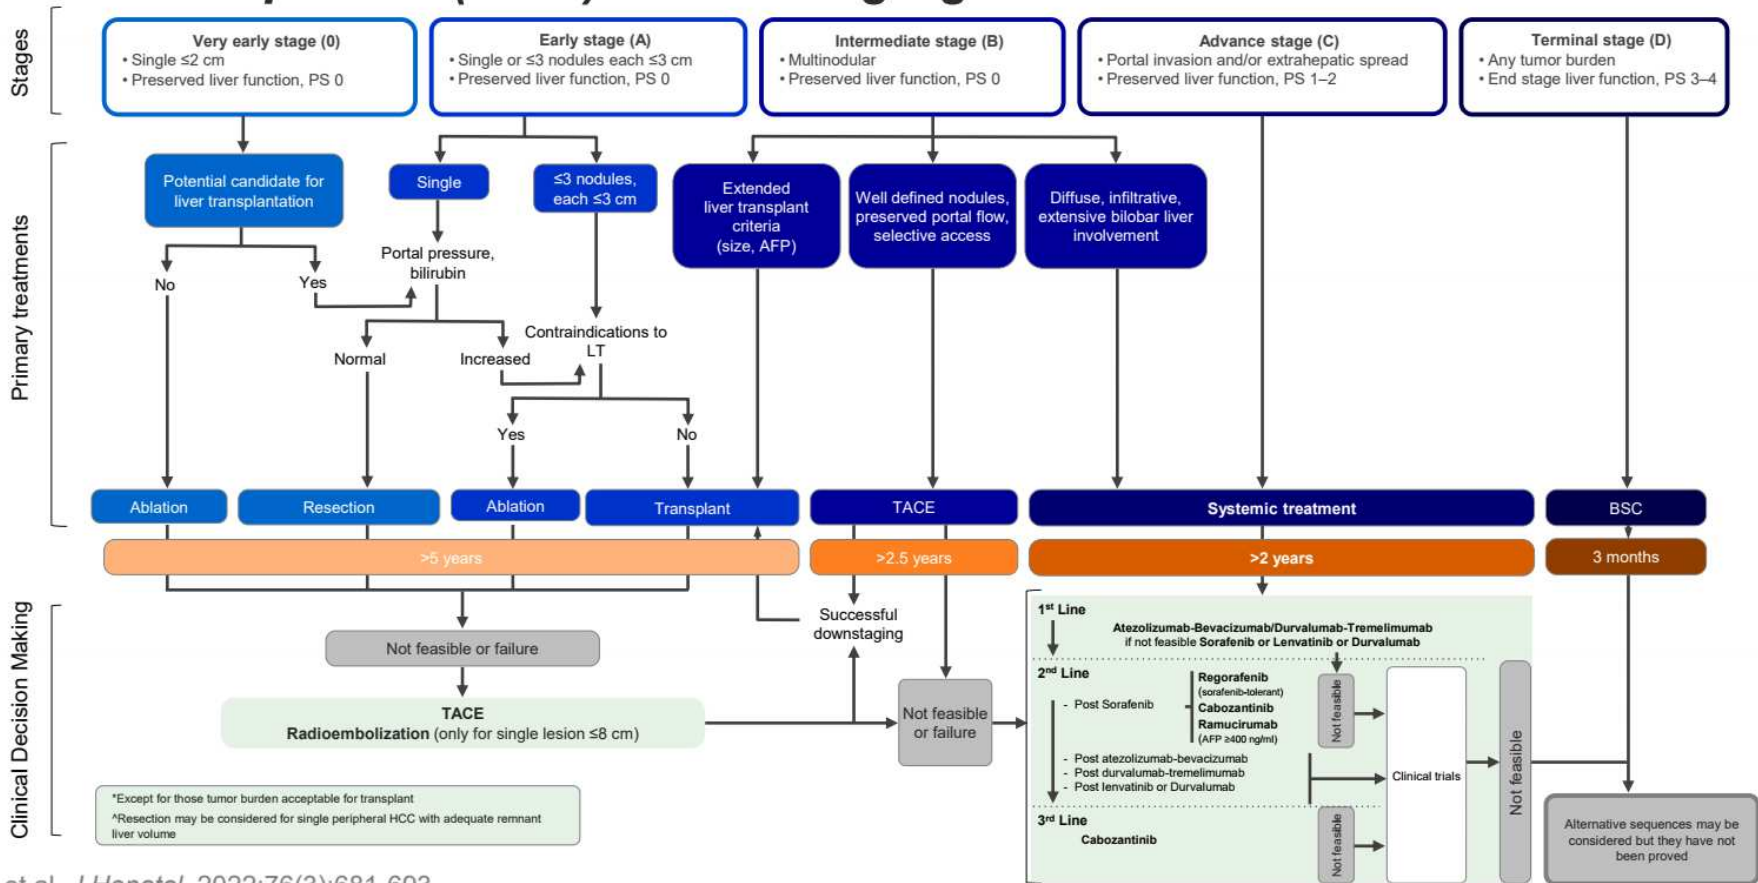 Stages
Very early stage (0)
• Single ≤2 cm
• Preserved liver function, PS 0
Early stage (A)
• Single or ≤3 nodules each ≤3 cm
• Preserved liver function, PS 0
Intermediate stage (B)
• Multinodular
• Preserved liver function, PS 0
Advance stage (C)
• Portal invasion and/or extrahepatic spread
• Preserved liver function, PS 1–2
Terminal stage (D)
• Any tumor burden
• End stage liver function, PS 3–4
Primary treatments
Potential candidate for
liver transplantation
Single
≤3 nodules,
each ≤3 cm
Extended
liver transplant
criteria
(size, AFP)
Well defined nodules,
preserved portal flow,
selective access
Diffuse, infiltrative,
extensive bilobar liver
involvement
Portal pressure,
bilirubin
No
Yes
Contraindications to
LT
Normal
Increased
Yes
No
Ablation
Resection
Ablation
Transplant
TACE
Systemic treatment
BSC
>5 years
>2.5 years
>2 years
3 months
Clinical Decision Making
Not feasible or failure
Successful
downstaging
TACE
Radioembolization (only for single lesion ≤8 cm)
Not feasible
or failure
1st Line
Atezolizumab-Bevacizumab/Durvalumab-Tremelimumab
if not feasible Sorafenib or Lenvatinib or Durvalumab
2nd Line
- Post Sorafenib
Regorafenib
(sorafenib-tolerant)
Cabozantinib
Ramucirumab
(AFP ≥400 ng/ml)
Not feasible
- Post atezolizumab-bevacizumab
- Post durvalumab-tremelimumab
- Post lenvatinib or Durvalumab
Clinical trials
Not feasible
3rd Line
Cabozantinib
Not feasible
Alternative sequences may be
considered but they have not
been proved
*Except for those tumor burden acceptable for transplant
^Resection may be considered for single peripheral HCC with adequate remnant
liver volume
et al. J Hepatol. 2022;76(3):681-693